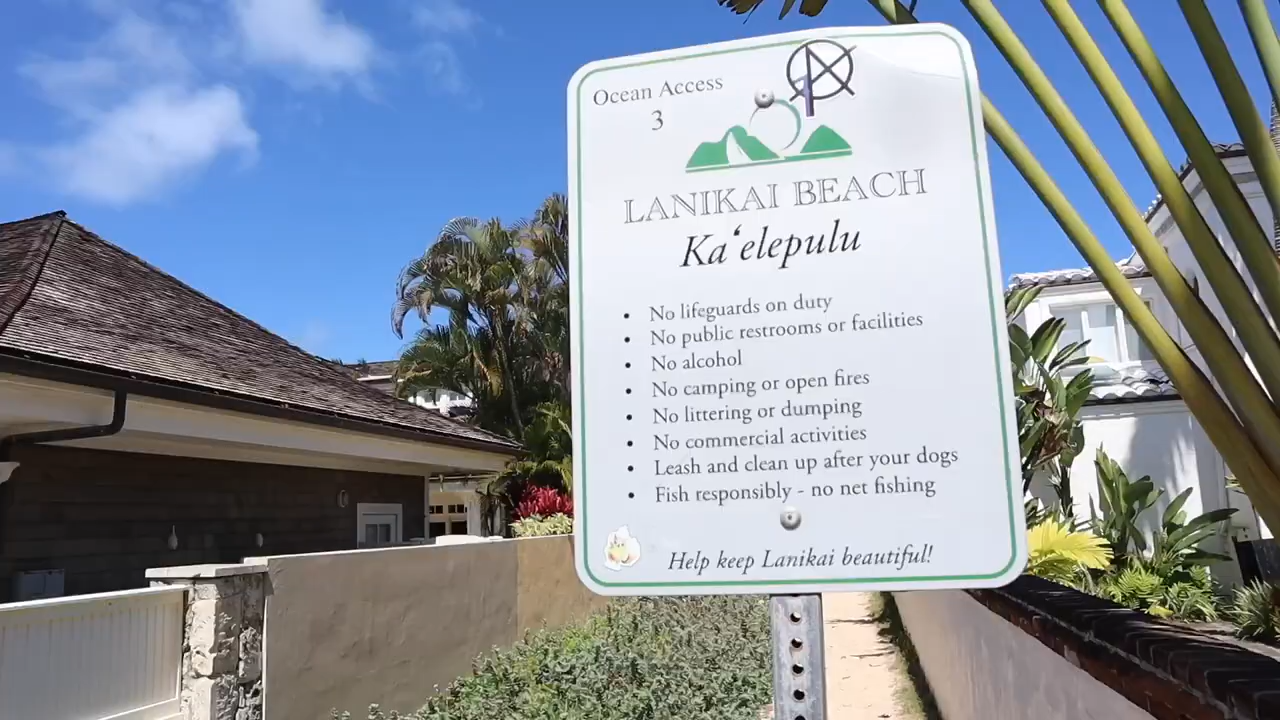 Ocean Access
3
LANIKAI BEACH
Kaʻelepulu
• No lifeguards on duty
• No public restrooms or facilities
• No alcohol
• No camping or open fires
• No littering or dumping
• No commercial activities
• Leash and clean up after your dogs
• Fish responsibly - no net fishing
Help keep Lanikai beautiful!